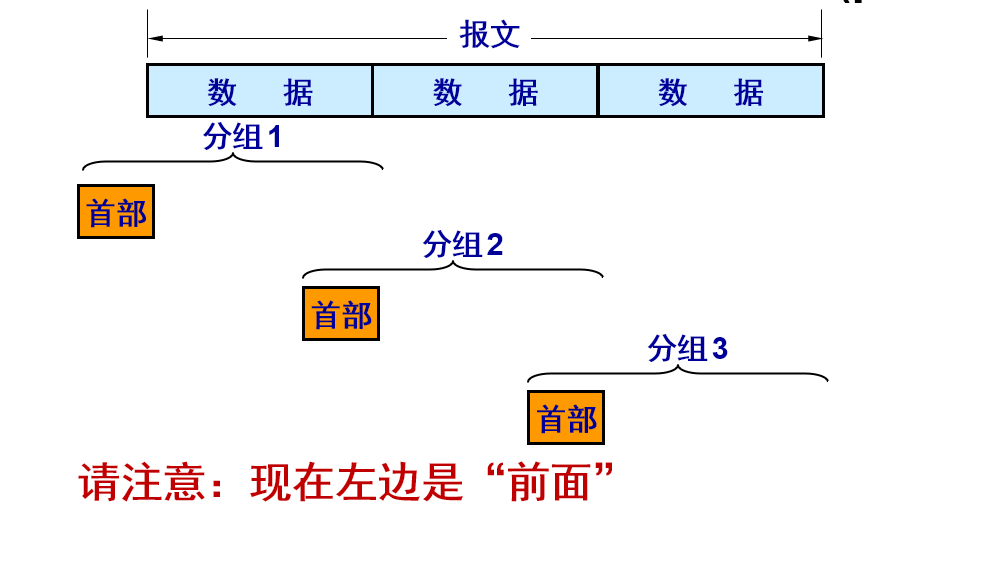 报文
数 据 数 据 数 据
分组1
首部
分组2
首部
分组3
首部
请注意：现在左边是“前面”